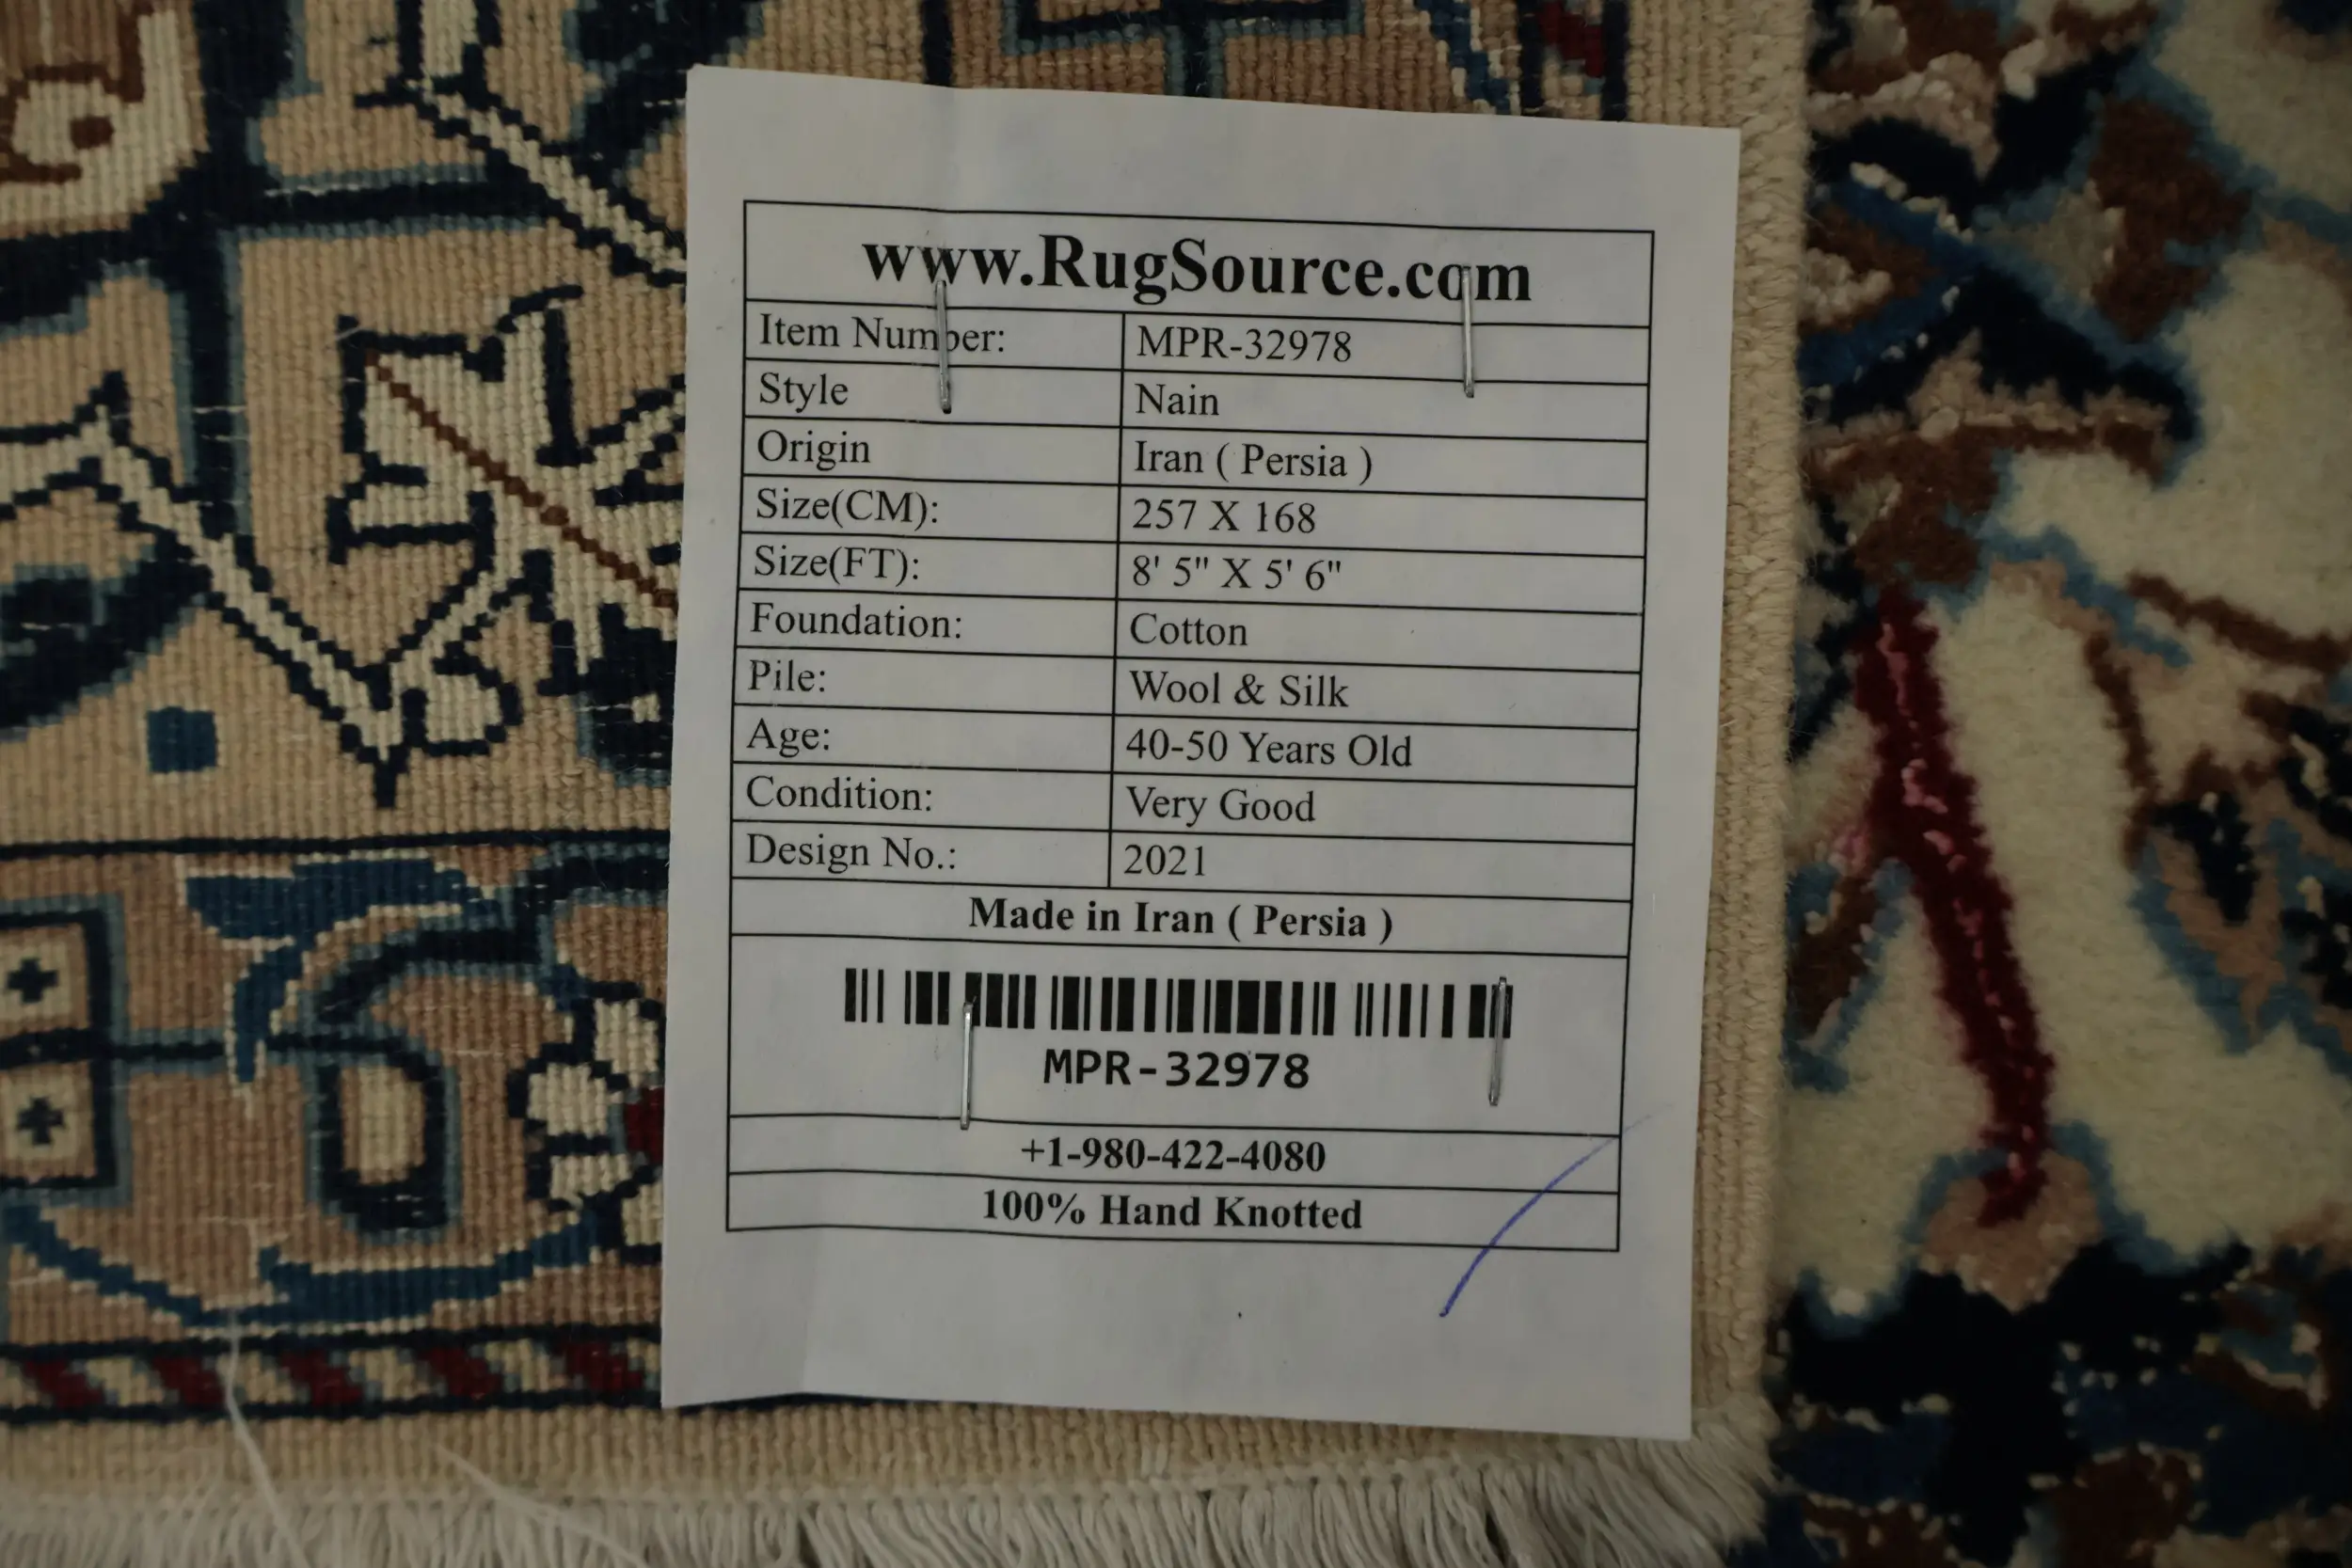 www.RugSource.com
Item Number: MPR-32978
Style Nain
Origin Iran ( Persia )
Size(CM): 257 X 168
Size(FT): 8' 5" X 5' 6"
Foundation: Cotton
Pile: Wool & Silk
Age: 40-50 Years Old
Condition: Very Good
Design No.: 2021
Made in Iran ( Persia )
MPR-32978
+1-980-422-4080
100% Hand Knotted